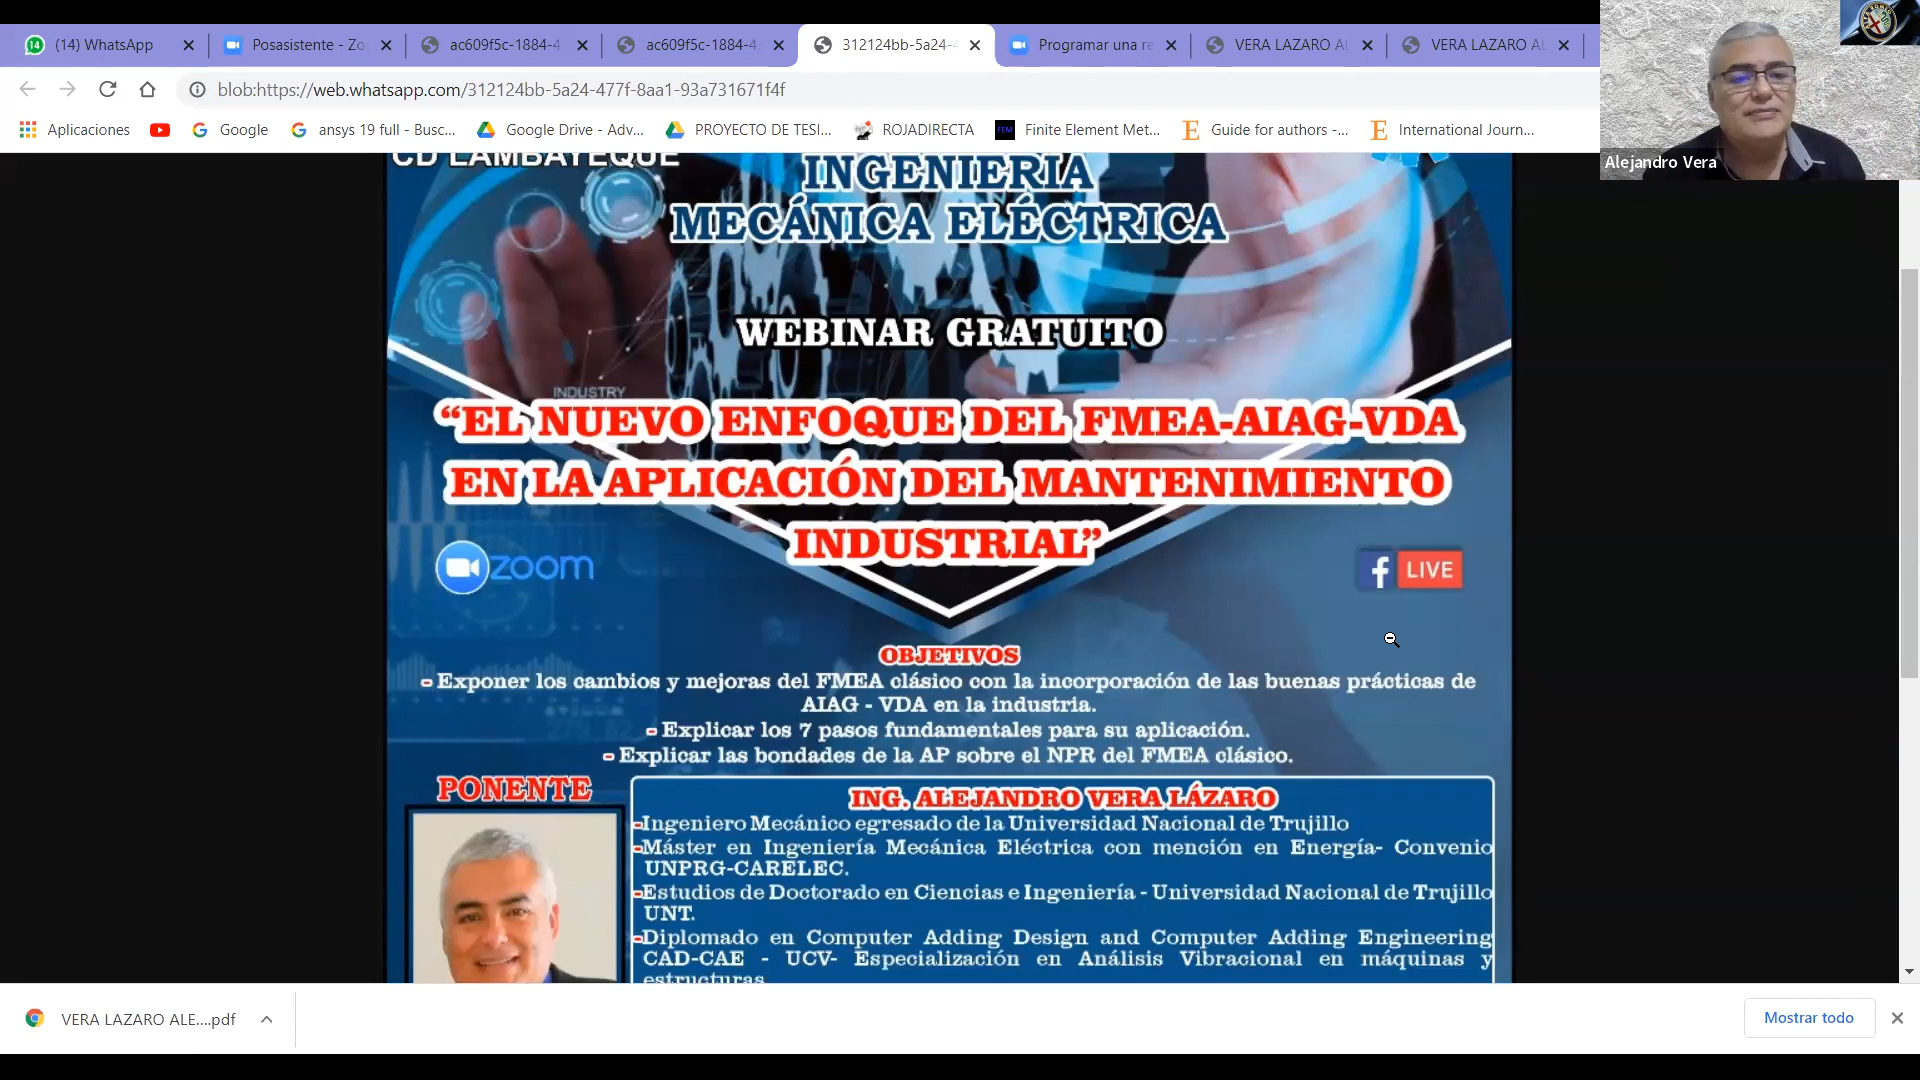 (14) WhatsApp
Posasistente - Zo
ac609f5c-1884-4
ac609f5c-1884-4
312124bb-5a24-
Programar una re
VERA LAZARO AL
VERA LAZARO AL
blob:https://web.whatsapp.com/312124bb-5a24-477f-8aa1-93a731671f4f
Aplicaciones
Google
ansys 19 full - Busc...
Google Drive - Adv...
PROYECTO DE TESI...
ROJADIRECTA
FEM
Finite Element Met...
Guide for authors -...
International Journ...
Alejandro Vera
CD LAMBAYEQUE
INGENIERIA
MECÁNICA ELÉCTRICA
WEBINAR GRATUITO
INDUSTRY
“EL NUEVO ENFOQUE DEL FMEA-AIAG-VDA
EN LA APLICACIÓN DEL MANTENIMIENTO
INDUSTRIAL”
zoom
f LIVE
OBJETIVOS
- Exponer los cambios y mejoras del FMEA clásico con la incorporación de las buenas prácticas de
AIAG - VDA en la industria.
- Explicar los 7 pasos fundamentales para su aplicación.
- Explicar las bondades de la AP sobre el NPR del FMEA clásico.
PONENTE
ING. ALEJANDRO VERA LÁZARO
-Ingeniero Mecánico egresado de la Universidad Nacional de Trujillo
-Máster en Ingeniería Mecánica Eléctrica con mención en Energía- Convenio
UNPRG-CARELEC.
-Estudios de Doctorado en Ciencias e Ingeniería - Universidad Nacional de Trujillo
UNT.
-Diplomado en Computer Adding Design and Computer Adding Engineering
CAD-CAE - UCV- Especialización en Análisis Vibracional en máquinas y
estructuras
VERA LAZARO ALE....pdf
Mostrar todo